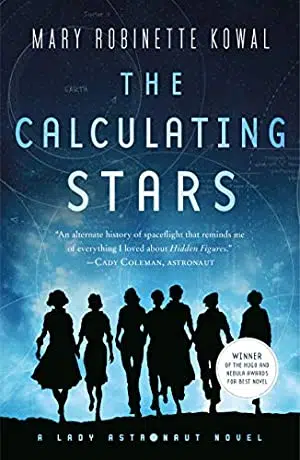 MARY ROBINETTE KOWAL
EARTH
THE
CALCULATING
STARS
"An alternate history of spaceflight that reminds me
of everything I loved about Hidden Figures."
—CADY COLEMAN, ASTRONAUT
WINNER
OF THE HUGO AND
NEBULA AWARDS
FOR BEST NOVEL
A LADY ASTRONAUT NOVEL